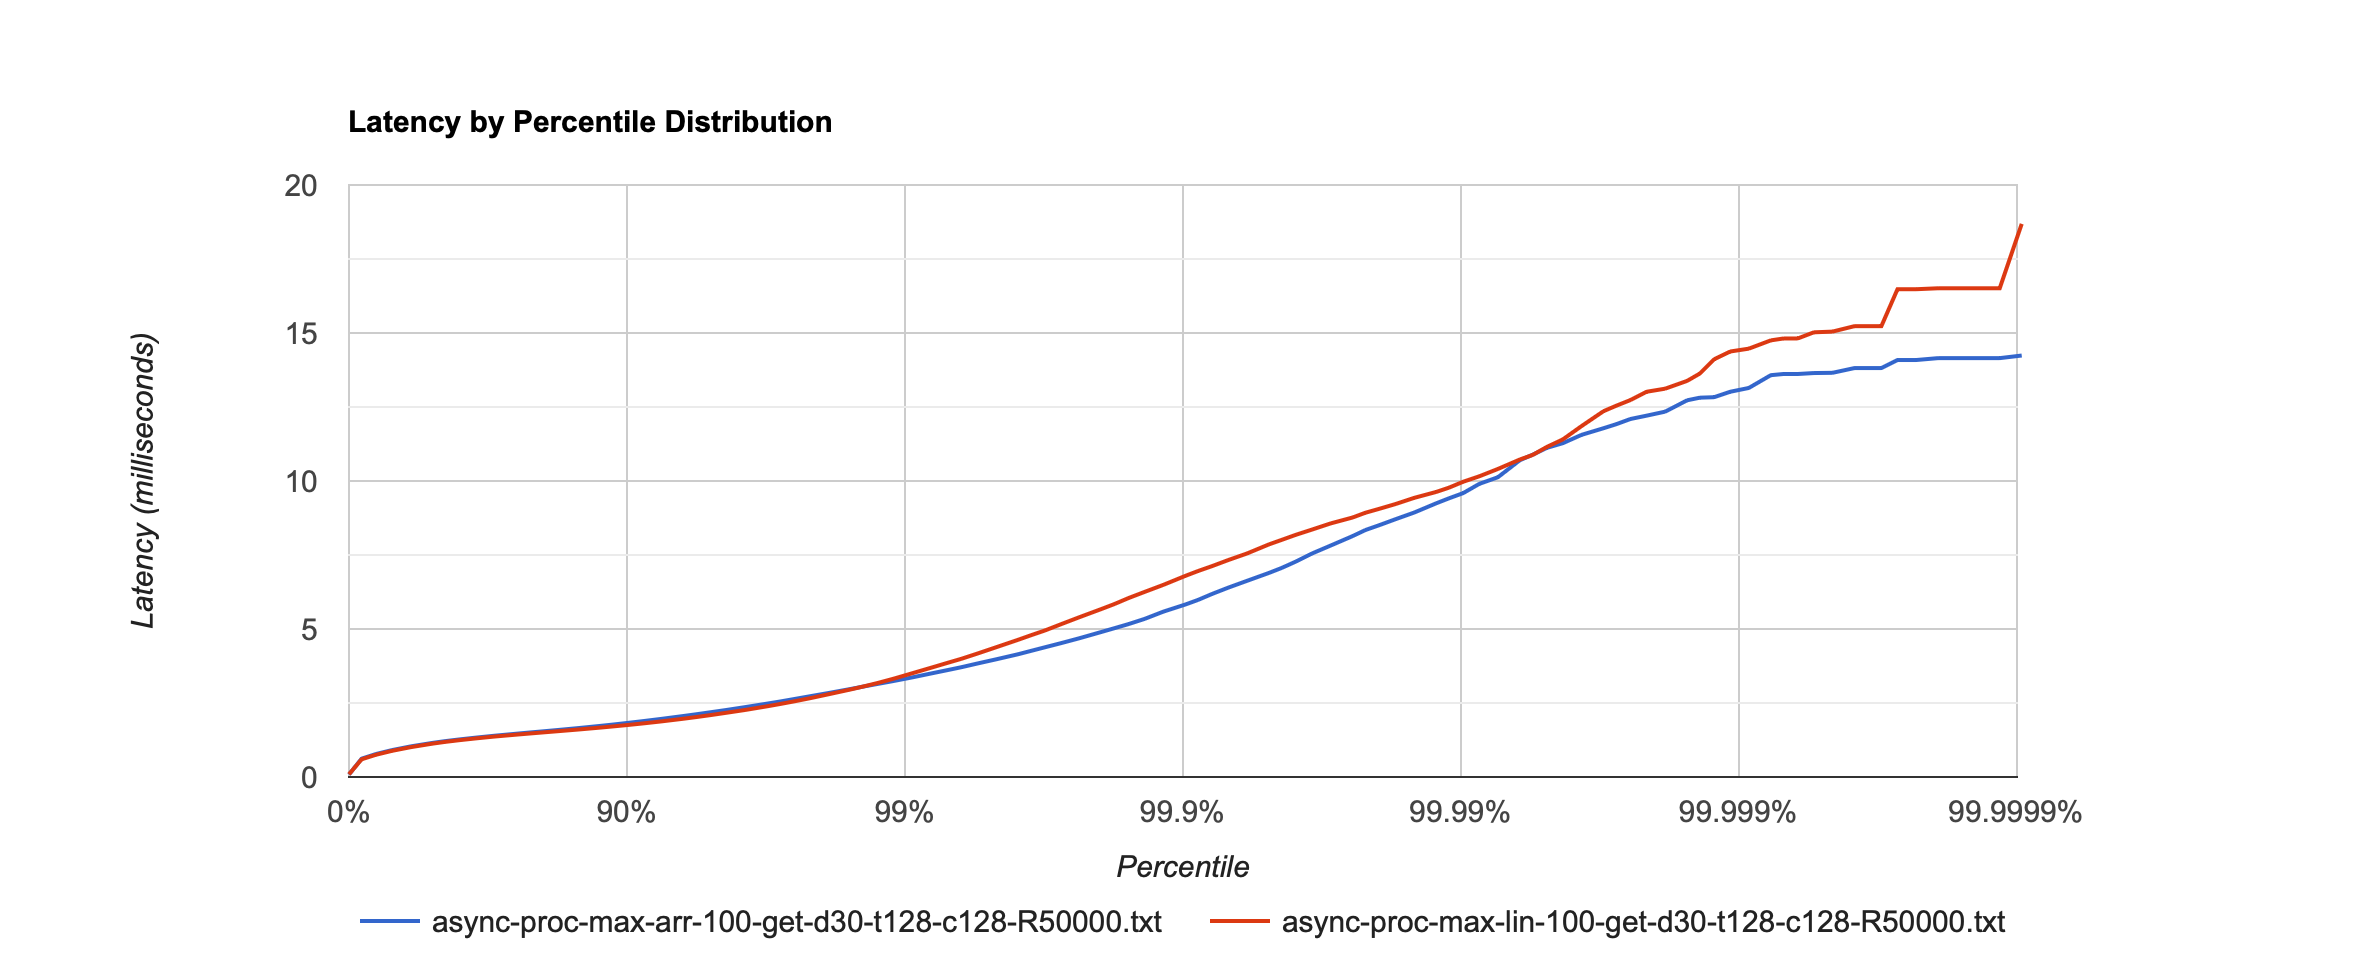 Latency by Percentile Distribution
20
15
10
5
0
Latency (milliseconds)
0% 90% 99% 99.9% 99.99% 99.999% 99.9999%
Percentile
async-proc-max-arr-100-get-d30-t128-c128-R50000.txt async-proc-max-lin-100-get-d30-t128-c128-R50000.txt